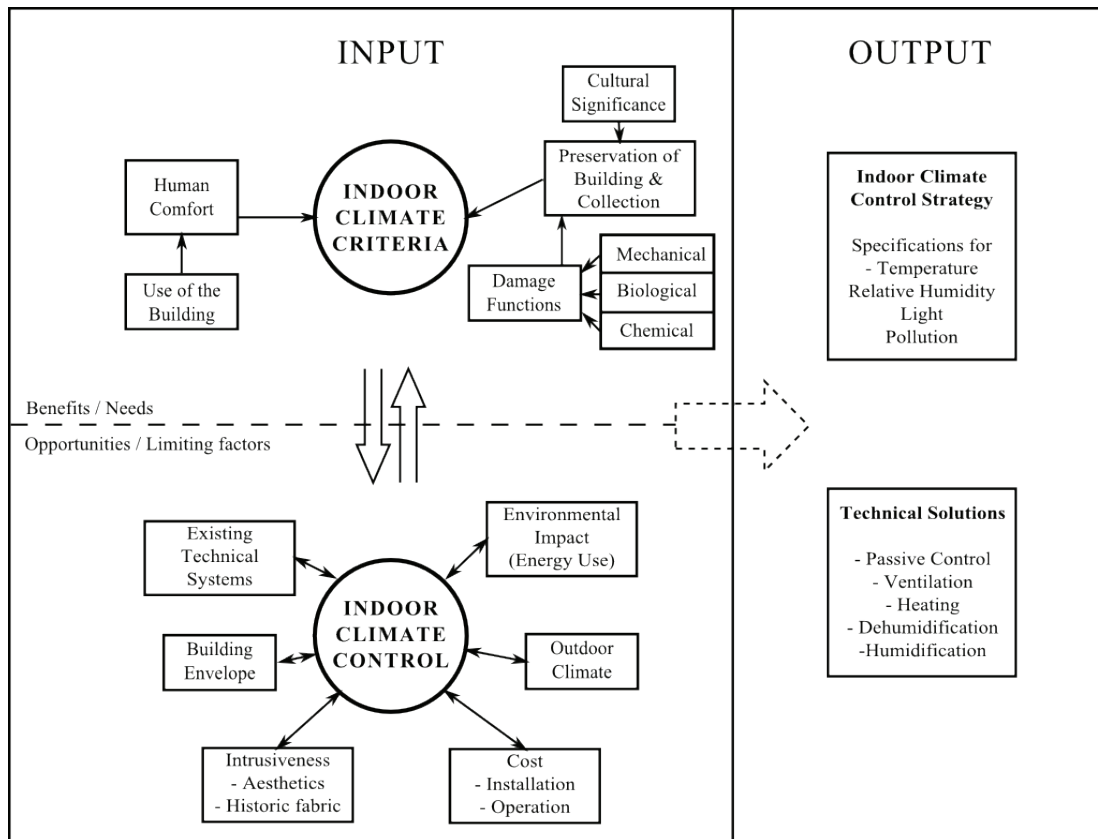 INPUT
OUTPUT
Cultural
Significance
Preservation of
Building &
Collection
Human
Comfort
INDOOR
CLIMATE
CRITERIA
Use of the
Building
Damage
Functions
Mechanical
Biological
Chemical
Indoor Climate
Control Strategy
Specifications for
- Temperature
Relative Humidity
Light
Pollution
Benefits / Needs
Opportunities / Limiting factors
Existing
Technical
Systems
Environmental
Impact
(Energy Use)
INDOOR
CLIMATE
CONTROL
Building
Envelope
Outdoor
Climate
Intrusiveness
- Aesthetics
- Historic fabric
Cost
- Installation
- Operation
Technical Solutions
- Passive Control
- Ventilation
- Heating
- Dehumidification
-Humidification